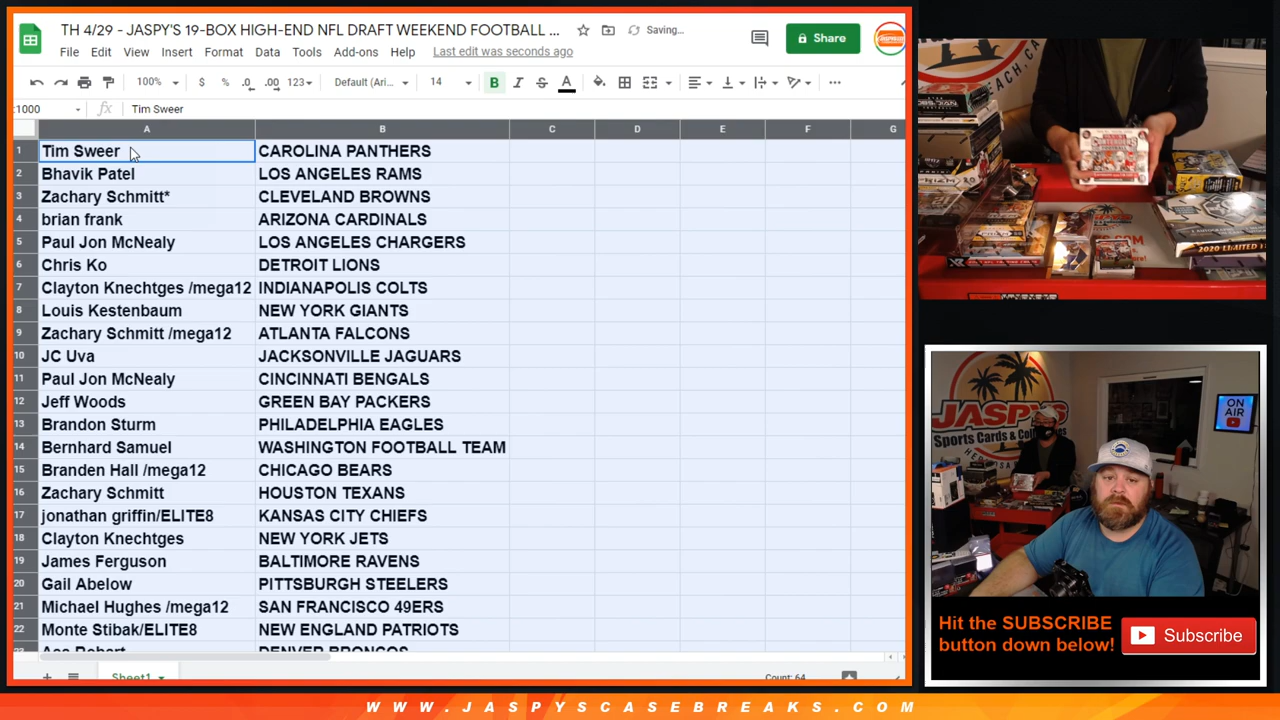 TH 4/29 - JASPY'S 19-BOX HIGH-END NFL DRAFT WEEKEND FOOTBALL ...
Saving...
Share
File Edit View Insert Format Data Tools Add-ons Help Last edit was seconds ago
100% $ % .0 .00 123 Default (Ari... 14 B I S A
:1000 fx Tim Sweer
A B C D E F G
1 Tim Sweer CAROLINA PANTHERS
2 Bhavik Patel LOS ANGELES RAMS
3 Zachary Schmitt* CLEVELAND BROWNS
4 brian frank ARIZONA CARDINALS
5 Paul Jon McNealy LOS ANGELES CHARGERS
6 Chris Ko DETROIT LIONS
7 Clayton Knechtges /mega12 INDIANAPOLIS COLTS
8 Louis Kestenbaum NEW YORK GIANTS
9 Zachary Schmitt /mega12 ATLANTA FALCONS
10 JC Uva JACKSONVILLE JAGUARS
11 Paul Jon McNealy CINCINNATI BENGALS
12 Jeff Woods GREEN BAY PACKERS
13 Brandon Sturm PHILADELPHIA EAGLES
14 Bernhard Samuel WASHINGTON FOOTBALL TEAM
15 Branden Hall /mega12 CHICAGO BEARS
16 Zachary Schmitt HOUSTON TEXANS
17 jonathan griffin/ELITE8 KANSAS CITY CHIEFS
18 Clayton Knechtges NEW YORK JETS
19 James Ferguson BALTIMORE RAVENS
20 Gail Abelow PITTSBURGH STEELERS
21 Michael Hughes /mega12 SAN FRANCISCO 49ERS
22 Monte Stibak/ELITE8 NEW ENGLAND PATRIOTS
DENVER BRONCOS
Sheet1
Count: 64
JASPYS
Sports Cards &
ON
AIR
Hit the SUBSCRIBE
button down below!
Subscribe
WWW.JASPYSCASEBREAKS.COM